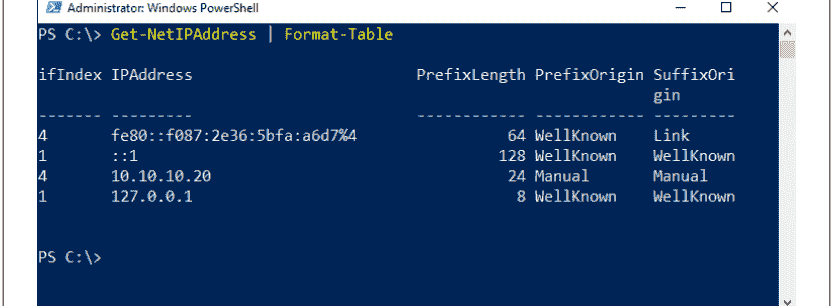 Administrator: Windows PowerShell
PS C:\> Get-NetIPAddress | Format-Table
ifIndex IPAddress PrefixLength PrefixOrigin SuffixOri
gin
------- --------- ------------ ------------ ---------
4 fe80::f087:2e36:5bfa:a6d7%4 64 WellKnown Link
1 ::1 128 WellKnown WellKnown
4 10.10.10.20 24 Manual Manual
1 127.0.0.1 8 WellKnown WellKnown
PS C:\>